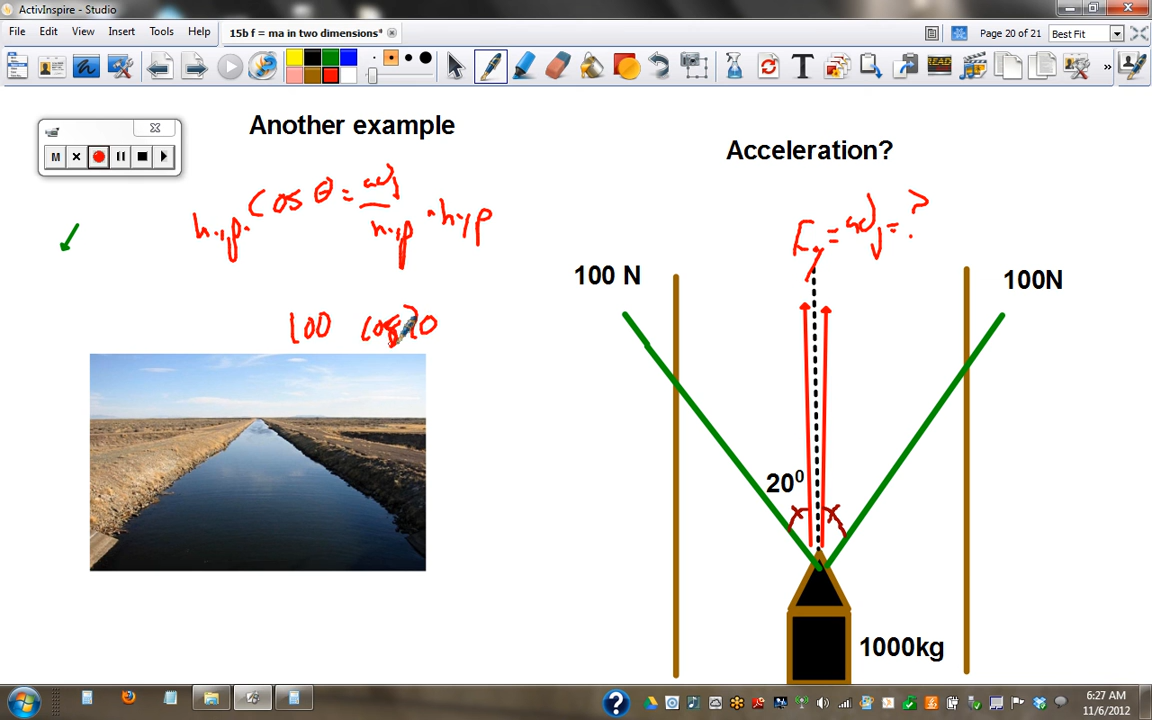 ActivInspire - Studio
File Edit View Insert Tools Help
15b f = ma in two dimensions*
Page 20 of 21
Best Fit
READ
T
»
M
Another example
hyp. Cos θ = adj/hyp · hyp
100 cos 20
Acceleration?
Fy = adj = ?
100 N
100N
20⁰
x
x
1000kg
?
6:27 AM
11/6/2012